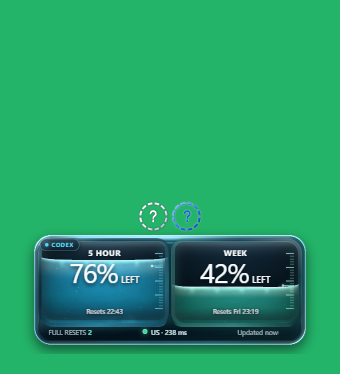 ? ?
CODEX
5 HOUR WEEK
76% LEFT 42% LEFT
Resets 22:43 Resets Fri 23:19
FULL RESETS 2 US · 238 ms Updated now